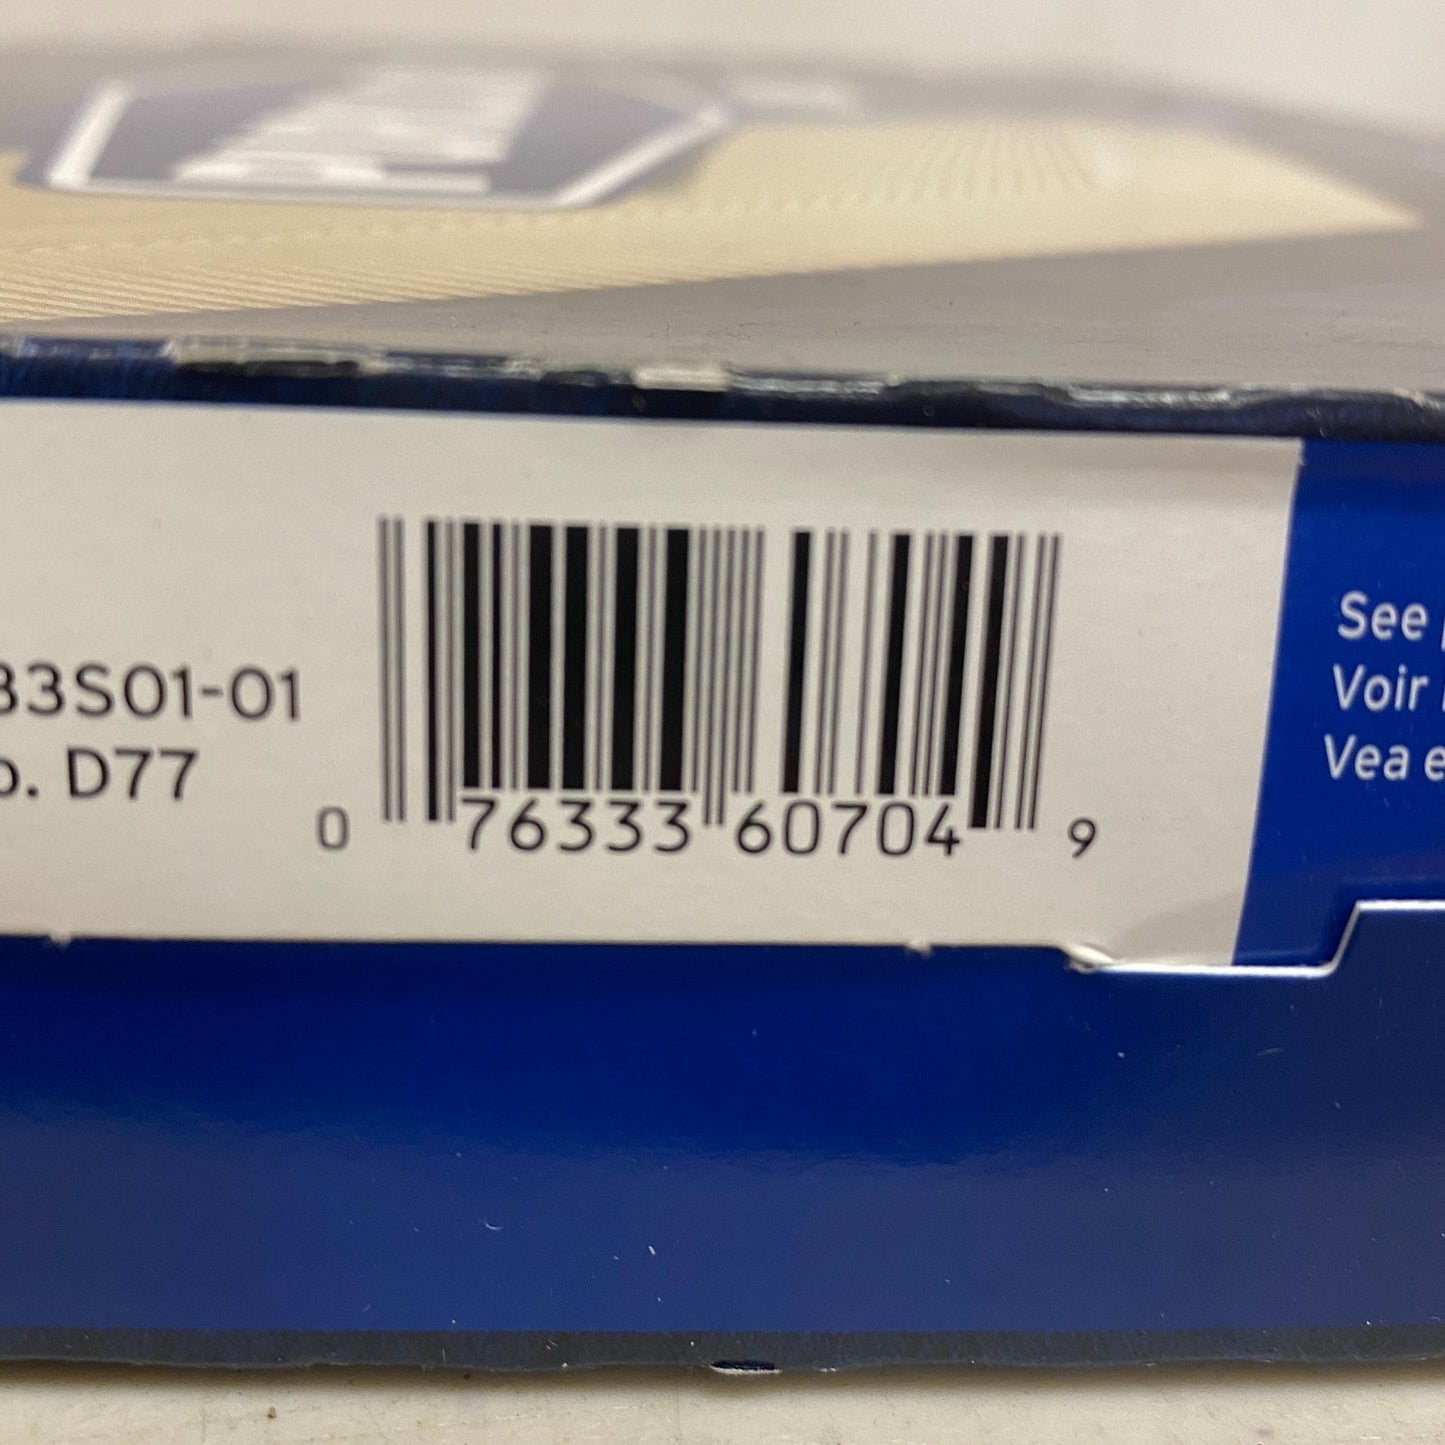 33S01-01
o. D77
0 76333 60704 9
See
Voir
Vea e